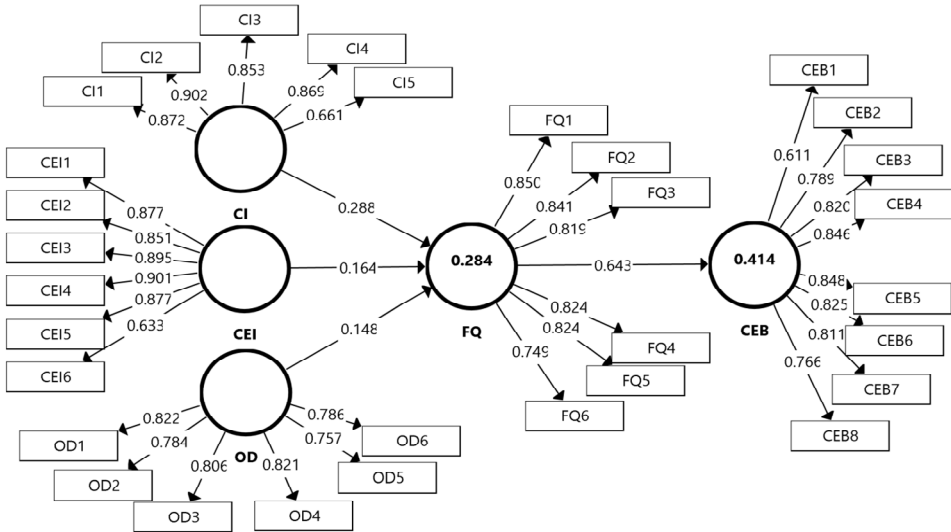 CI3
CI2
CI4
CI1
CI5
0.853
0.902
0.869
0.872
0.661
CI
CEI1
CEI2
CEI3
CEI4
CEI5
CEI6
0.877
0.851
0.895
0.901
0.877
0.633
CEI
OD1
OD2
OD3
OD4
OD5
OD6
0.822
0.784
0.806
0.821
0.757
0.786
OD
0.288
0.164
0.148
FQ1
FQ2
FQ3
0.850
0.841
0.819
0.284
FQ
0.824
0.824
0.749
FQ4
FQ5
FQ6
0.643
CEB1
CEB2
CEB3
CEB4
0.611
0.789
0.820
0.846
0.414
CEB
0.848
0.825
0.811
0.766
CEB5
CEB6
CEB7
CEB8